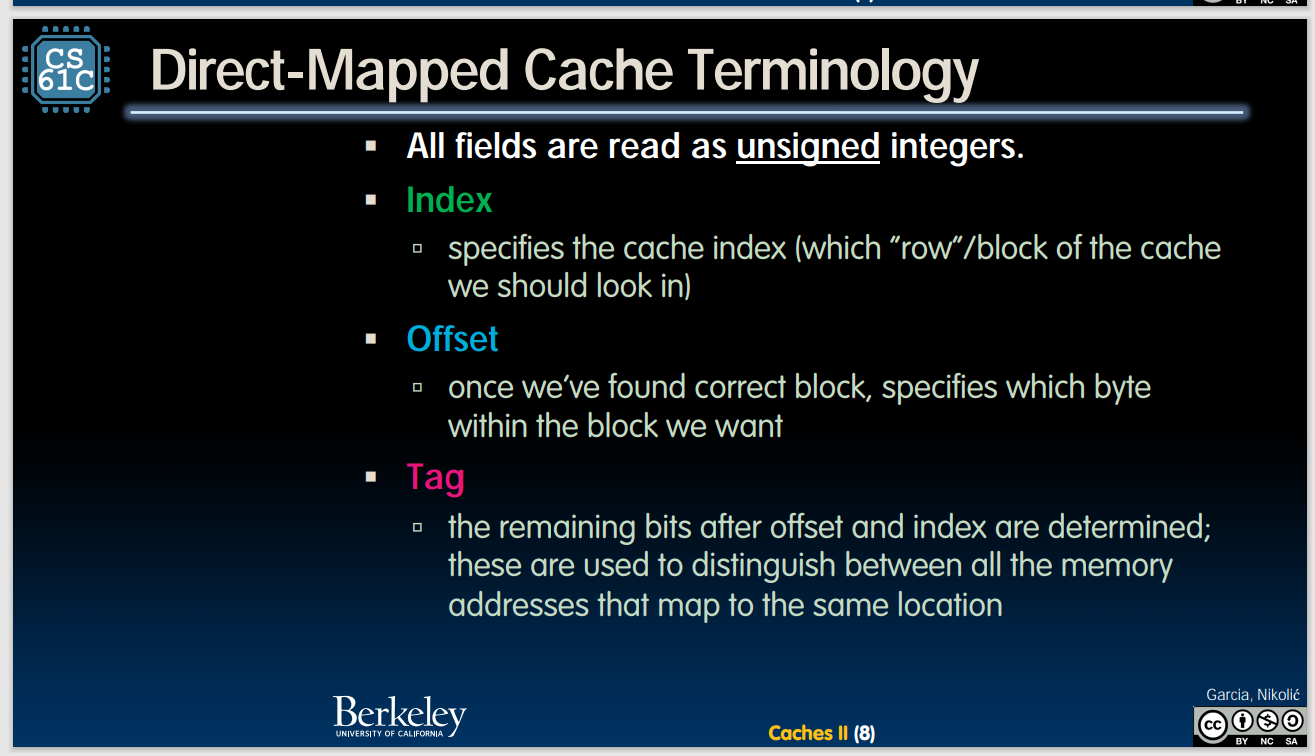 BY NC SA
CS
61C
Direct-Mapped Cache Terminology
▪ All fields are read as unsigned integers.
▪ Index
▫ specifies the cache index (which “row”/block of the cache
we should look in)
▪ Offset
▫ once we’ve found correct block, specifies which byte
within the block we want
▪ Tag
▫ the remaining bits after offset and index are determined;
these are used to distinguish between all the memory
addresses that map to the same location
Berkeley
UNIVERSITY OF CALIFORNIA
Caches II (8)
Garcia, Nikolić
cc
BY NC SA